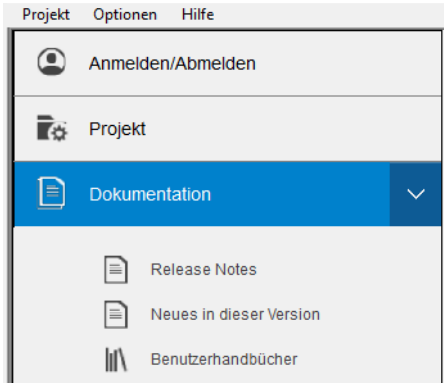 Projekt Optionen Hilfe
Anmelden/Abmelden
Projekt
Dokumentation
Release Notes
Neues in dieser Version
Benutzerhandbücher